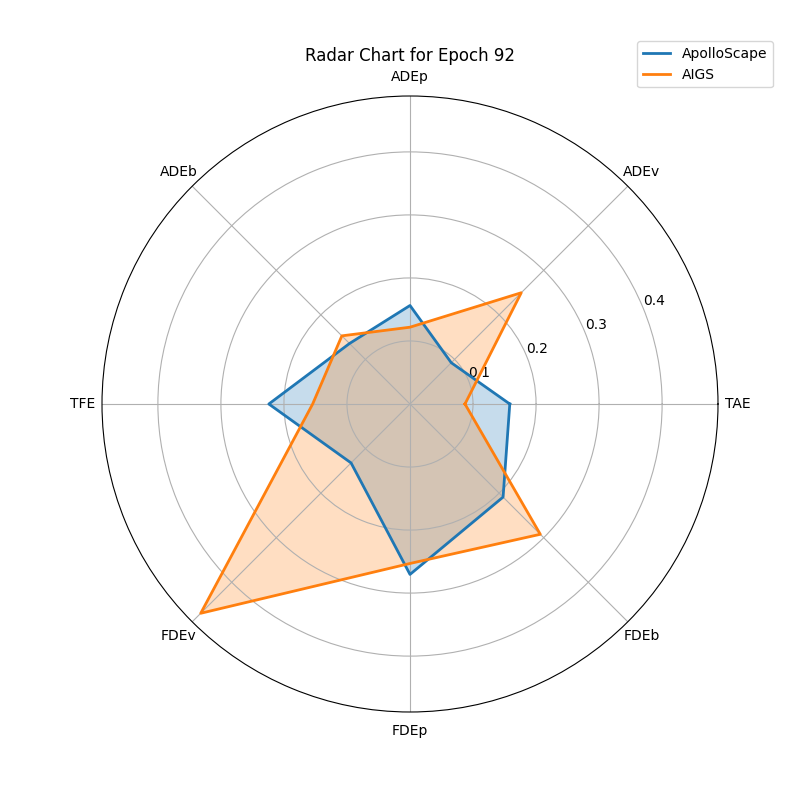 Radar Chart for Epoch 92
ApolloScape
AIGS
ADEp
ADEb
ADEv
0.4
0.3
0.2
0.1
TFE
TAE
FDEv
FDEb
FDEp